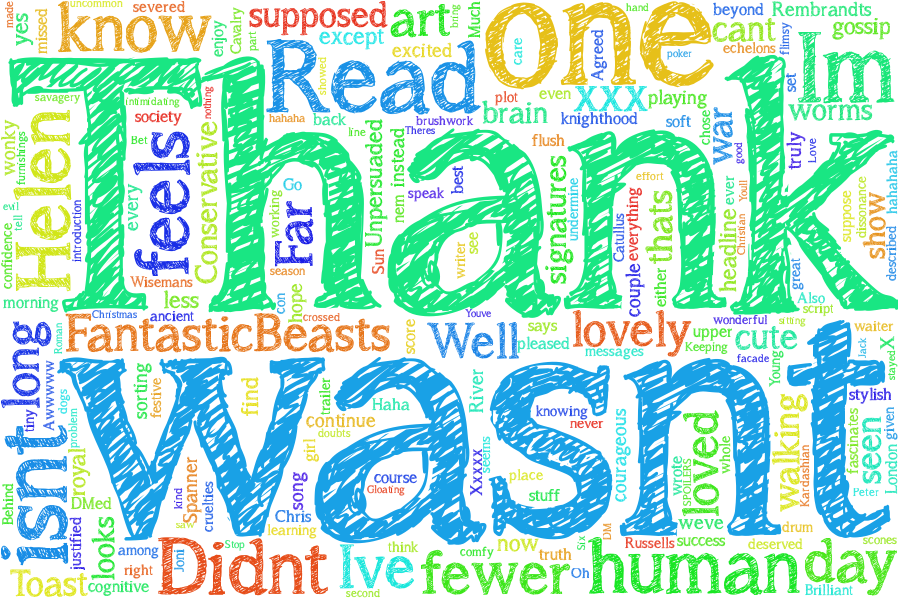 made
uncommon
severed
yes
missed
know
enjoy
Cavalry
part
supposed
except
art
excited
bring
Much
one
care
Agreed
hand
poker
beyond
cant
echelons
flimsy
Rembrandts
gossip
Im
worms
set
Thank
savagery
intimidating
society
nothing
Read
showed
hahaha
back
line
brushwork
Theres
plot
brain
even
xxx
playing
knighthood
soft
chose
war
good
truly
Love
wonky
furnishings
Helen
evil
tell
confidence
introduction
Bet
every
feels
Conservative
Wisemans
Go
working
Far
season
Unpersuaded
Sun
nem
instead
speak
best
writer
see
flush
signatures
undermine
Catullus
couple
everything
effort
either
thats
headline
ever
Christian
Youll
great
suppose
dissonance
show
described
hahahaha
morning
Christmas
ancient
less
con
hope
crossed
Youve
Also
script
wonderful
sitting
long
Roman
FantasticBeasts
score
Well
says
pleased
lovely
messages
upper
Keeping
facade
cute
Young
waiter
Jack
X
stayed
wasnt
tiny
Awwww
dogs
problem
isnt
sorting
festive
find
trailer
girl
continue
doubts
Haha
River
seems
knowing
never
courageous
loved
wrote
SPOILERS
whole
walking
Kardashian
stylish
fascinates
seen
given
London
Peter
Behind
royal
DMed
justified
looks
kind
Spanner
sais
cruelties
song
Chris
learning
course
Gloating
Xxxxx
place
stuff
weve
success
drum
deserved
scones
Toast
among
right
cognitive
Joni
Didnt
Stop
Ive
think
second
fewer
comfy
now
truth
Oh
Six
DM
Russells
human
day
Brilliant